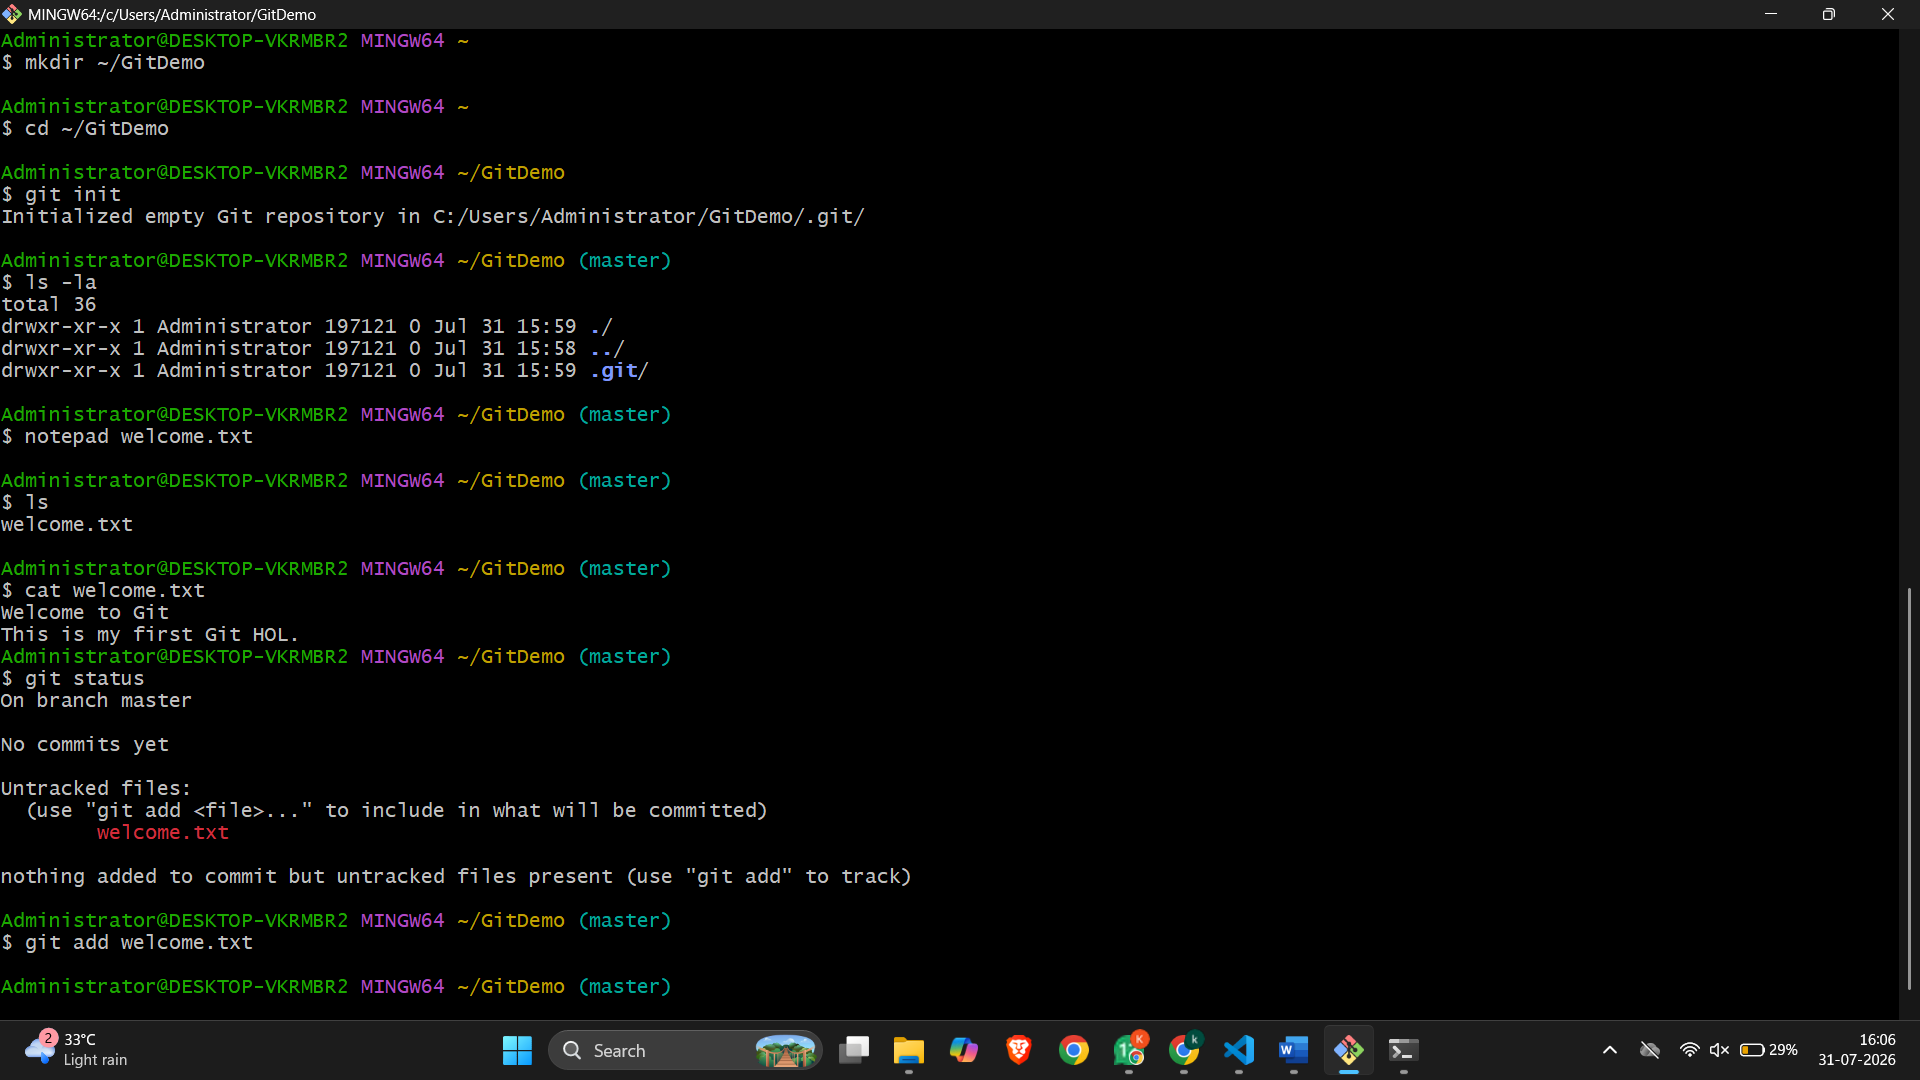 MINGW64:/c/Users/Administrator/GitDemo
Administrator@DESKTOP-VKRMBR2 MINGW64 ~
$ mkdir ~/GitDemo
Administrator@DESKTOP-VKRMBR2 MINGW64 ~
$ cd ~/GitDemo
Administrator@DESKTOP-VKRMBR2 MINGW64 ~/GitDemo
$ git init
Initialized empty Git repository in C:/Users/Administrator/GitDemo/.git/
Administrator@DESKTOP-VKRMBR2 MINGW64 ~/GitDemo (master)
$ ls -la
total 36
drwxr-xr-x 1 Administrator 197121 0 Jul 31 15:59 ./
drwxr-xr-x 1 Administrator 197121 0 Jul 31 15:58 ../
drwxr-xr-x 1 Administrator 197121 0 Jul 31 15:59 .git/
Administrator@DESKTOP-VKRMBR2 MINGW64 ~/GitDemo (master)
$ notepad welcome.txt
Administrator@DESKTOP-VKRMBR2 MINGW64 ~/GitDemo (master)
$ ls
welcome.txt
Administrator@DESKTOP-VKRMBR2 MINGW64 ~/GitDemo (master)
$ cat welcome.txt
Welcome to Git
This is my first Git HOL.
Administrator@DESKTOP-VKRMBR2 MINGW64 ~/GitDemo (master)
$ git status
On branch master
No commits yet
Untracked files:
(use "git add <file>..." to include in what will be committed)
welcome.txt
nothing added to commit but untracked files present (use "git add" to track)
Administrator@DESKTOP-VKRMBR2 MINGW64 ~/GitDemo (master)
$ git add welcome.txt
Administrator@DESKTOP-VKRMBR2 MINGW64 ~/GitDemo (master)
2
33°C
Light rain
Search
1
K
k
W
29%
16:06
31-07-2026